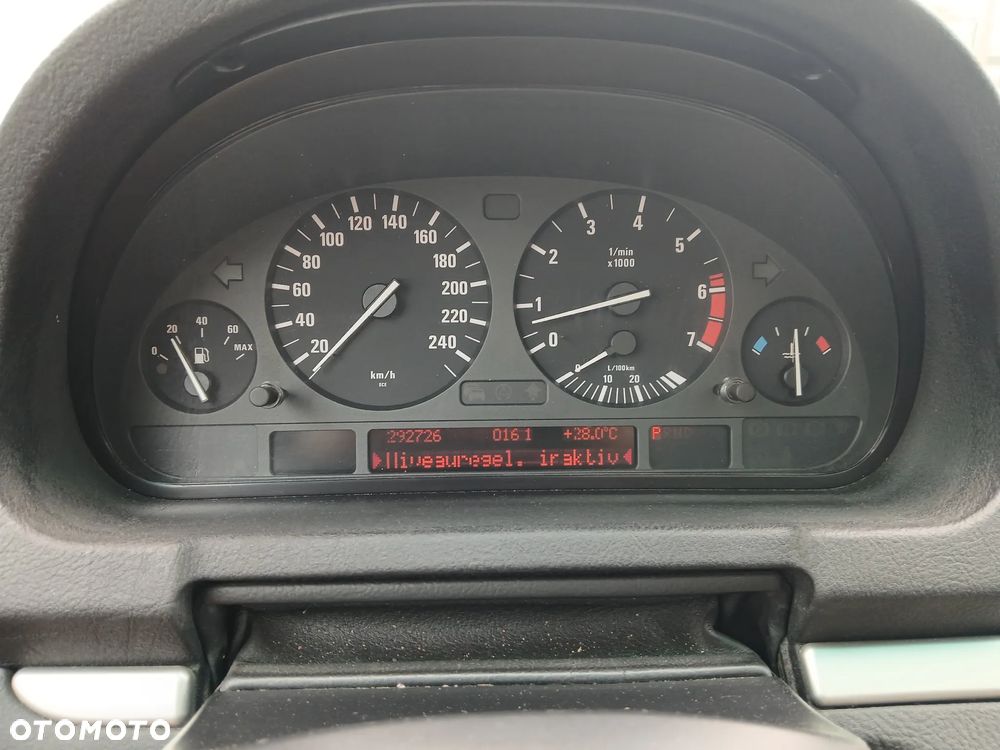 20 40 60 80 100 120 140 160 180 200 220 240
km/h
0 1 2 3 4 5 6 7
1/min
x1000
0 20 40 60
MAX
0 10 20
L/100km
292726 0161 +28.0°C P
Niveauregel. inaktiv
OTOMOTO